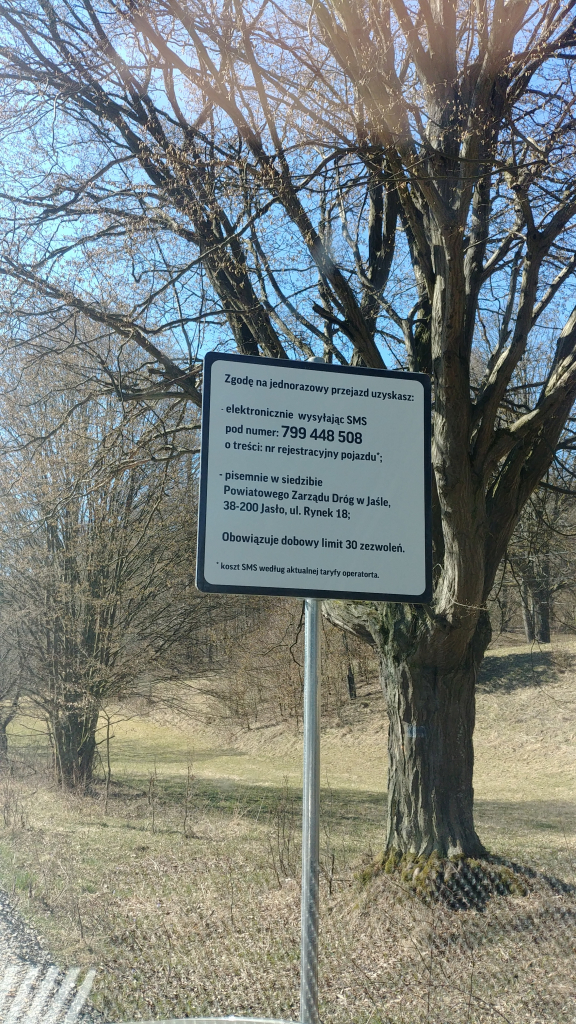 Zgodę na jednorazowy przejazd uzyskasz:
- elektronicznie wysyłając SMS
pod numer: 799 448 508
o treści: nr rejestracyjny pojazdu*;
- pisemnie w siedzibie
Powiatowego Zarządu Dróg w Jaśle,
38-200 Jasło, ul. Rynek 18;
Obowiązuje dobowy limit 30 zezwoleń.
* koszt SMS według aktualnej taryfy operatorta.